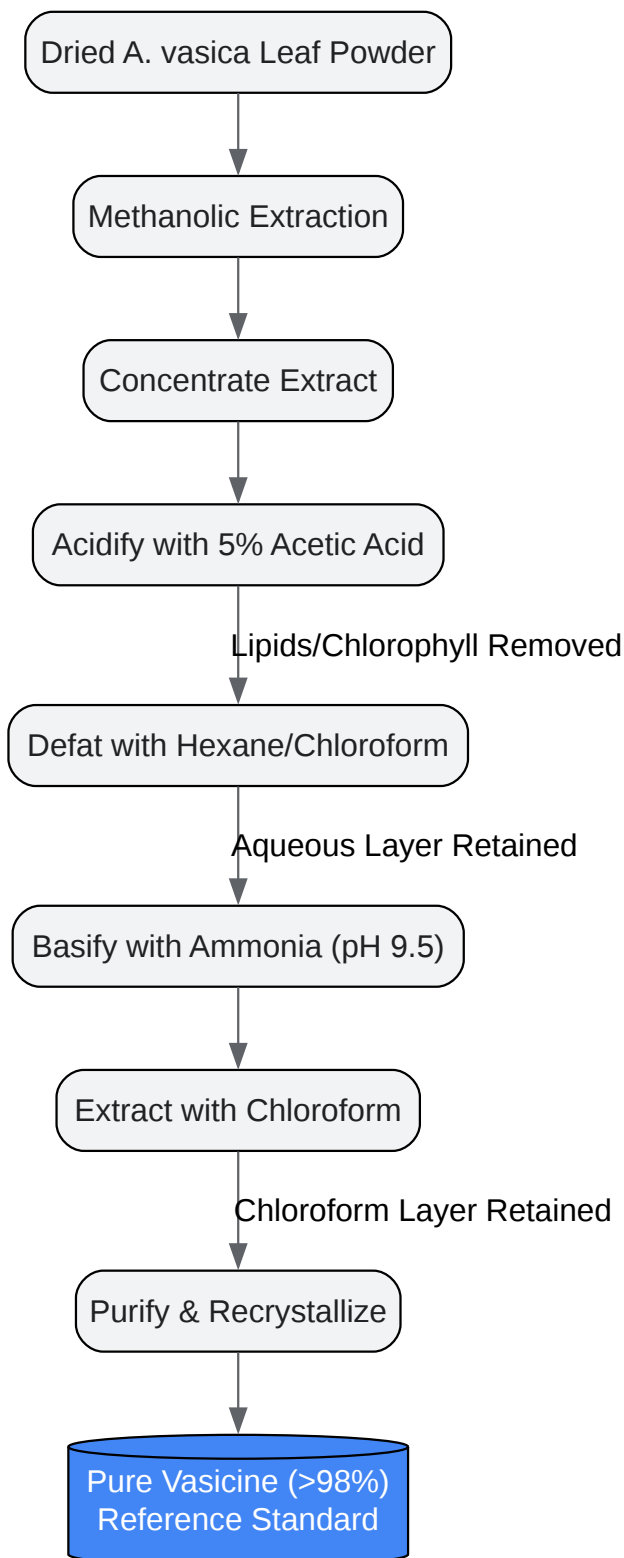 Dried A. vasica Leaf Powder
Methanolic Extraction
Concentrate Extract
Acidify with 5% Acetic Acid
Lipids/Chlorophyll Removed
Defat with Hexane/Chloroform
Aqueous Layer Retained
Basify with Ammonia (pH 9.5)
Extract with Chloroform
Chloroform Layer Retained
Purify & Recrystallize
Pure Vasicine (>98%)
Reference Standard